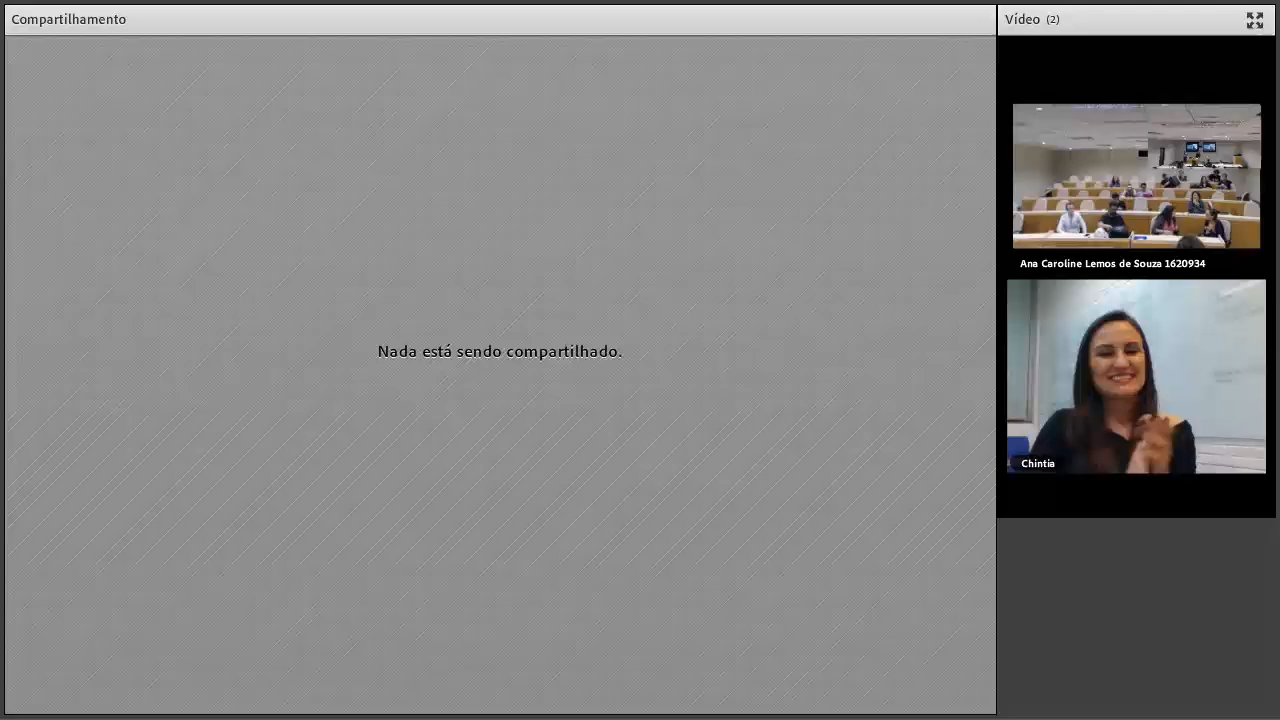 Compartilhamento
Vídeo (2)
Nada está sendo compartilhado.
Ana Caroline Lemos de Souza 1620934
Chintia